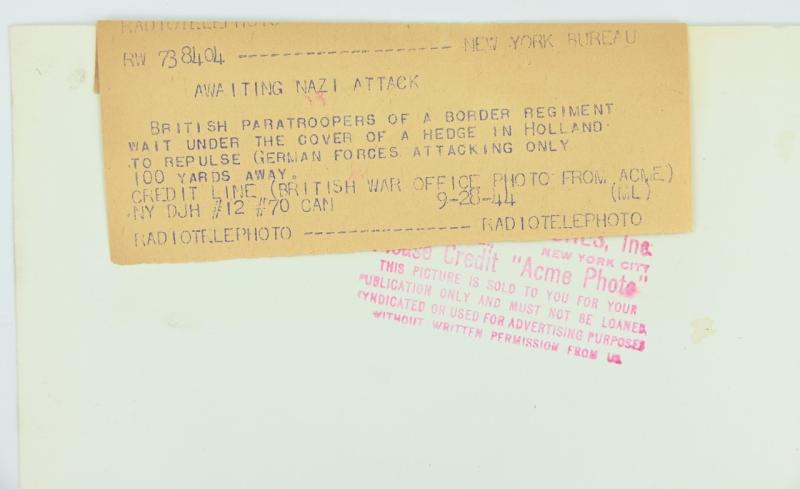 RADIOTELEPHOTO
RW 738404 -------------------- NEW YORK BUREAU
AWAITING NAZI ATTACK
BRITISH PARATROOPERS OF A BORDER REGIMENT
WAIT UNDER THE COVER OF A HEDGE IN HOLLAND
TO REPULSE GERMAN FORCES ATTACKING ONLY
100 YARDS AWAY.
CREDIT LINE (BRITISH WAR OFFICE PHOTO FROM ACME)
NY DJH #12 #70 CAN 9-28-44 (ML)
RADIOTELEPHOTO ---------------- RADIOTELEPHOTO
Inc.
NEW YORK CITY
Please Credit "Acme Photo"
THIS PICTURE IS SOLD TO YOU FOR YOUR
PUBLICATION ONLY AND MUST NOT BE LOANED,
SYNDICATED OR USED FOR ADVERTISING PURPOSES
WITHOUT WRITTEN PERMISSION FROM US.